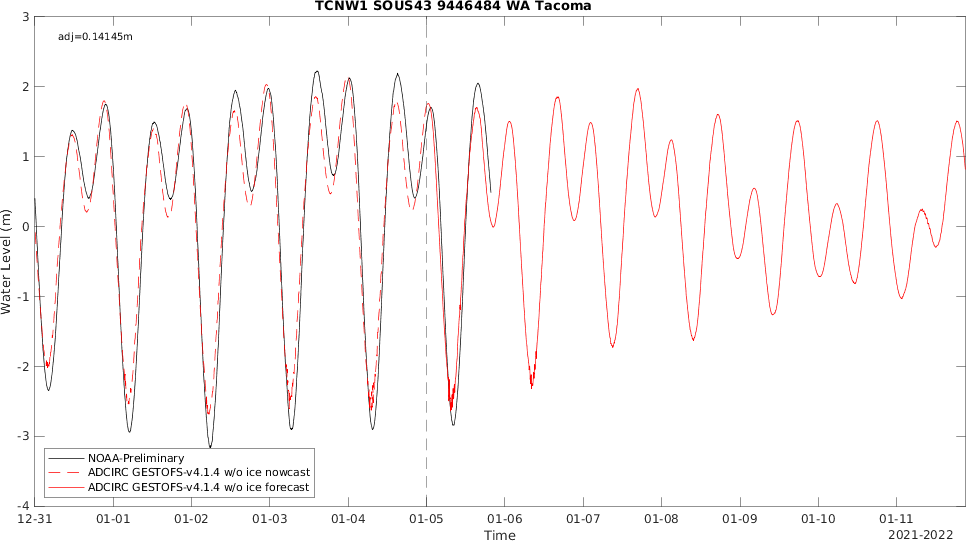 TCNW1 SOUS43 9446484 WA Tacoma
adj=0.14145m
3
2
1
0
-1
-2
-3
-4
Water Level (m)
NOAA-Preliminary
ADCIRC GESTOFS-v4.1.4 w/o ice nowcast
ADCIRC GESTOFS-v4.1.4 w/o ice forecast
12-31 01-01 01-02 01-03 01-04 01-05 01-06 01-07 01-08 01-09 01-10 01-11
Time
2021-2022